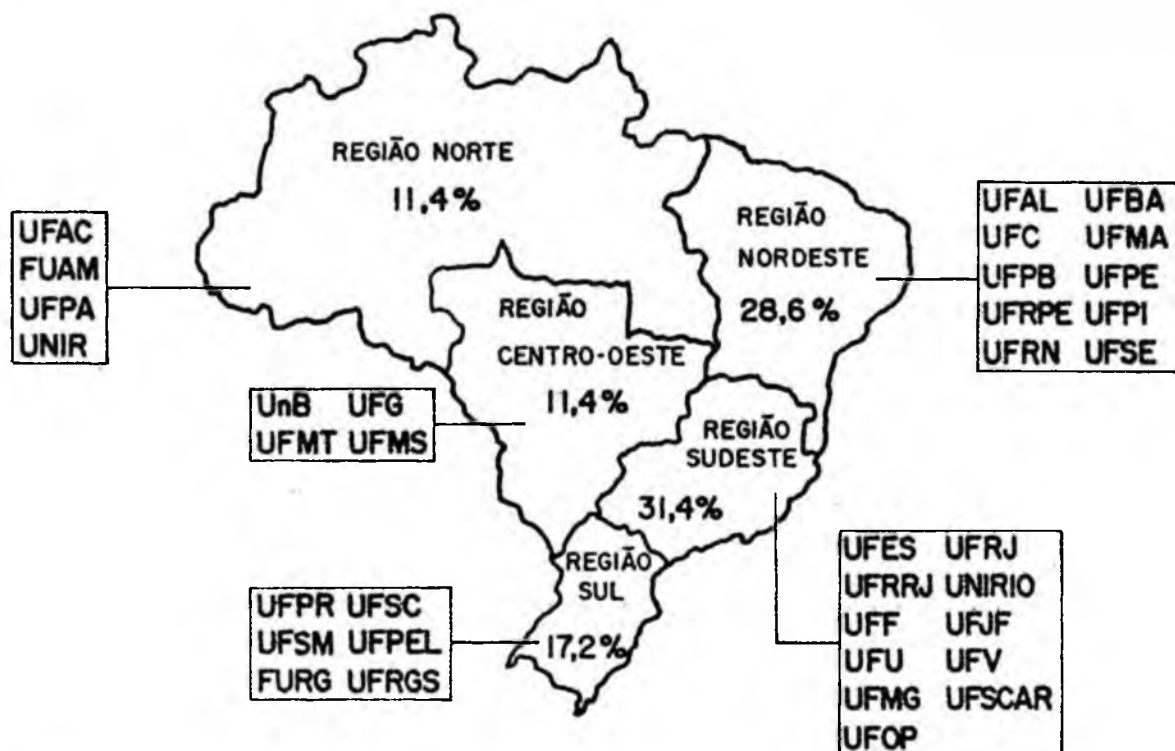 REGIÃO NORTE
11,4%
UFAC
FUAM
UFPA
UNIR
REGIÃO
NORDESTE
28,6%
UFAL UFBA
UFC UFMA
UFPB UFPE
UFRPE UFPI
UFRN UFSE
REGIÃO
CENTRO-OESTE
11,4%
UnB UFG
UFMT UFMS
REGIÃO
SUDESTE
31,4%
UFES UFRJ
UFRRJ UNIRIO
UFF UFJF
UFU UFV
UFMG UFSCAR
UFOP
REGIÃO
SUL
17,2%
UFPR UFSC
UFSM UFPEL
FURG UFRGS